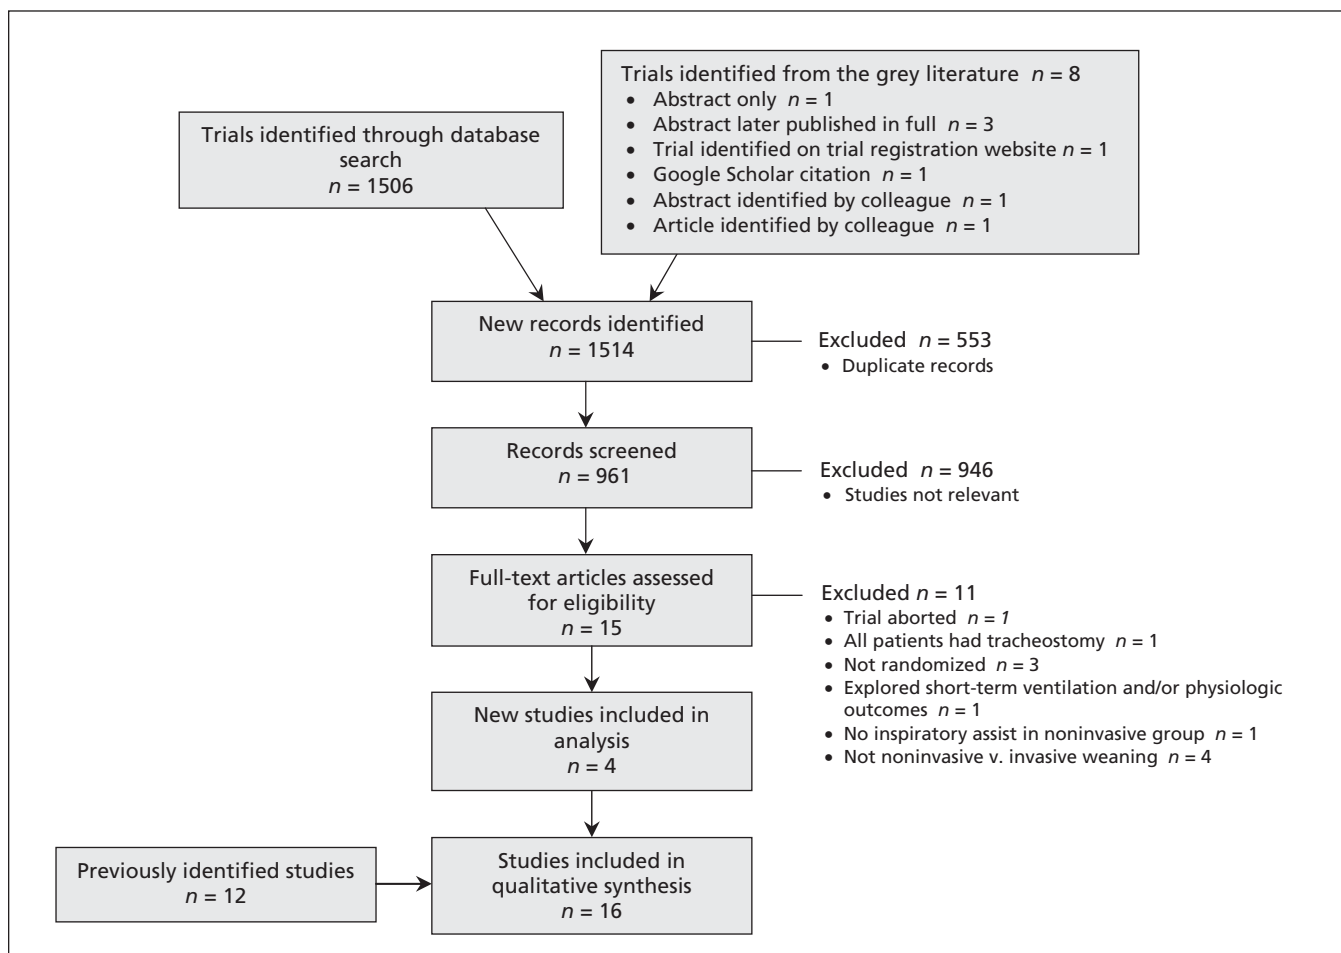 Trials identified through database
search
n = 1506
Trials identified from the grey literature n = 8
• Abstract only n = 1
• Abstract later published in full n = 3
• Trial identified on trial registration website n = 1
• Google Scholar citation n = 1
• Abstract identified by colleague n = 1
• Article identified by colleague n = 1
New records identified
n = 1514
Excluded n = 553
• Duplicate records
Records screened
n = 961
Excluded n = 946
• Studies not relevant
Full-text articles assessed
for eligibility
n = 15
Excluded n = 11
• Trial aborted n = 1
• All patients had tracheostomy n = 1
• Not randomized n = 3
• Explored short-term ventilation and/or physiologic
outcomes n = 1
• No inspiratory assist in noninvasive group n = 1
• Not noninvasive v. invasive weaning n = 4
New studies included in
analysis
n = 4
Previously identified studies
n = 12
Studies included in
qualitative synthesis
n = 16